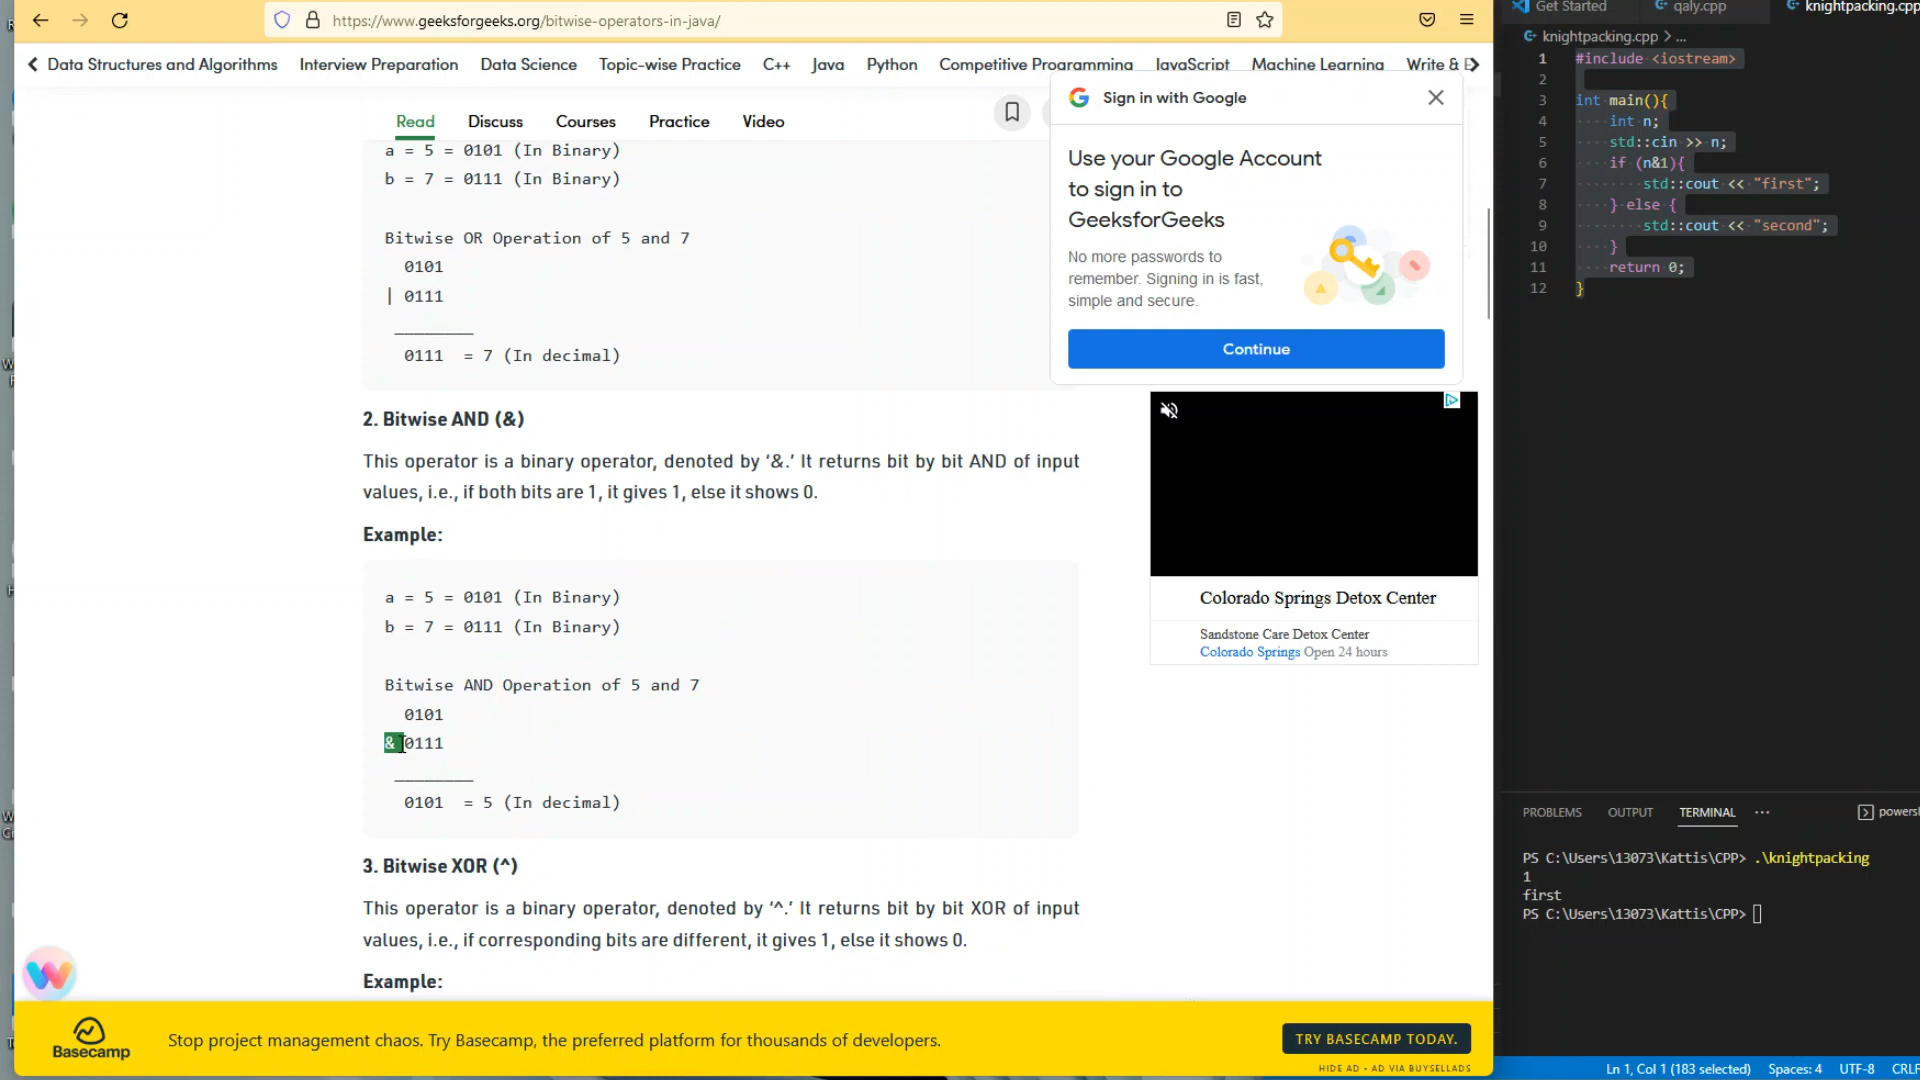 https://www.geeksforgeeks.org/bitwise-operators-in-java/
Data Structures and Algorithms Interview Preparation Data Science Topic-wise Practice C++ Java Python Competitive Programming JavaScript Machine Learning Write & E
Read Discuss Courses Practice Video
a = 5 = 0101 (In Binary)
b = 7 = 0111 (In Binary)
Bitwise OR Operation of 5 and 7
0101
| 0111
________
0111 = 7 (In decimal)
2. Bitwise AND (&)
This operator is a binary operator, denoted by ‘&.’ It returns bit by bit AND of input
values, i.e., if both bits are 1, it gives 1, else it shows 0.
Example:
a = 5 = 0101 (In Binary)
b = 7 = 0111 (In Binary)
Bitwise AND Operation of 5 and 7
0101
& 0111
________
0101 = 5 (In decimal)
3. Bitwise XOR (^)
This operator is a binary operator, denoted by ‘^.’ It returns bit by bit XOR of input
values, i.e., if corresponding bits are different, it gives 1, else it shows 0.
Example:
Sign in with Google
Use your Google Account
to sign in to
GeeksforGeeks
No more passwords to
remember. Signing in is fast,
simple and secure.
Continue
Colorado Springs Detox Center
Sandstone Care Detox Center
Colorado Springs Open 24 hours
Basecamp
Stop project management chaos. Try Basecamp, the preferred platform for thousands of developers.
TRY BASECAMP TODAY.
HIDE AD • AD VIA BUYSELLADS
Get Started qaly.cpp knightpacking.cpp
knightpacking.cpp > ...
1 #include <iostream>
2
3 int main(){
4 int n;
5 std::cin >> n;
6 if (n&1){
7 std::cout << "first";
8 } else {
9 std::cout << "second";
10 }
11 return 0;
12 }
PROBLEMS OUTPUT TERMINAL ... powersl
PS C:\Users\13073\Kattis\CPP> .\knightpacking
1
first
PS C:\Users\13073\Kattis\CPP>
Ln 1, Col 1 (183 selected) Spaces: 4 UTF-8 CRLF